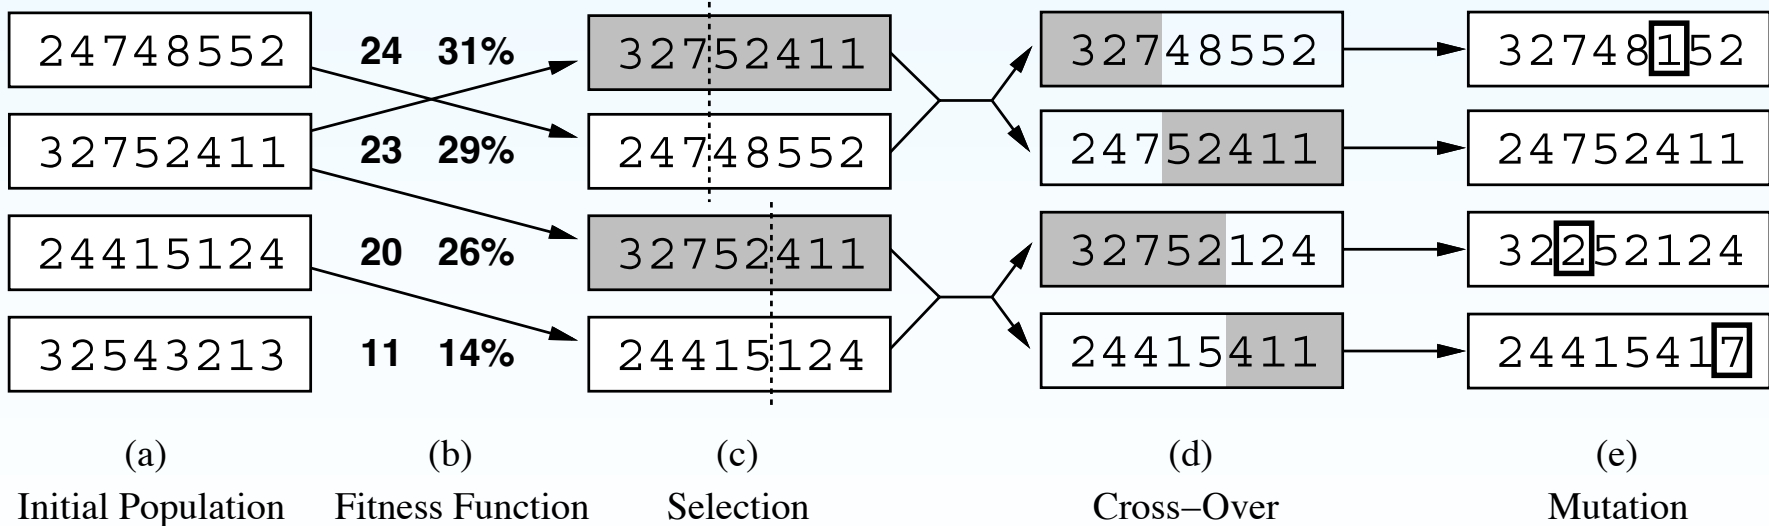 24748552 24 31% 32752411 32748552 32748152
32752411 23 29% 24748552 24752411 24752411
24415124 20 26% 32752411 32752124 32252124
32543213 11 14% 24415124 24415411 24415417
(a) (b) (c) (d) (e)
Initial Population Fitness Function Selection Cross−Over Mutation